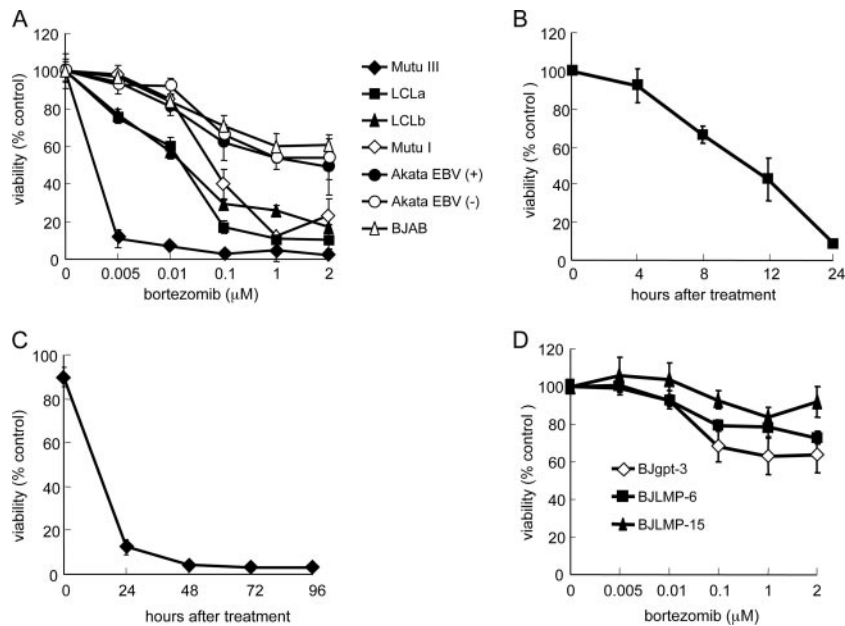 A
viability (% control)
120
100
80
60
40
20
0
0 0.005 0.01 0.1 1 2
bortezomib (μM)
Mutu III
LCLa
LCLb
Mutu I
Akata EBV (+)
Akata EBV (-)
BJAB
B
viability (% control)
120
100
80
60
40
20
0
0 4 8 12 24
hours after treatment
C
viability (% control)
100
80
60
40
20
0
0 24 48 72 96
hours after treatment
D
viability (% control )
120
100
80
60
40
20
0
BJgpt-3
BJLMP-6
BJLMP-15
0 0.005 0.01 0.1 1 2
bortezomib (μM)